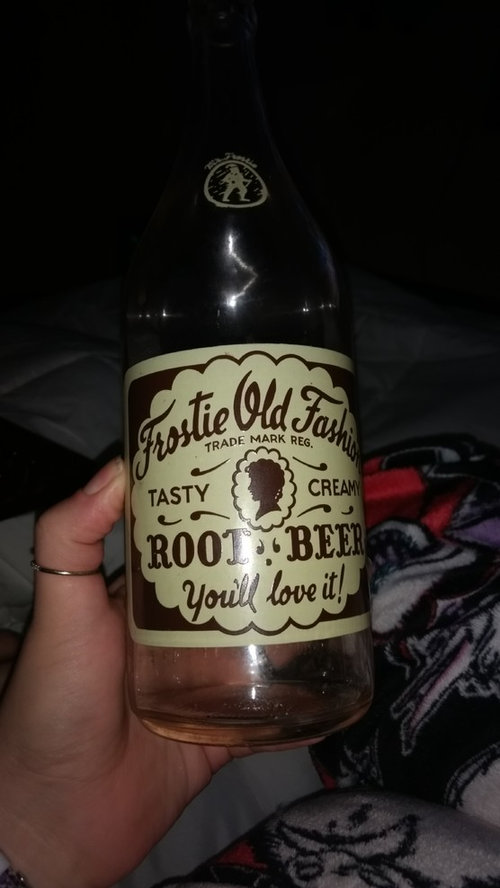 Frostie Old Fashion
TRADE MARK REG.
TASTY CREAMY
ROOT BEER
You'll love it!